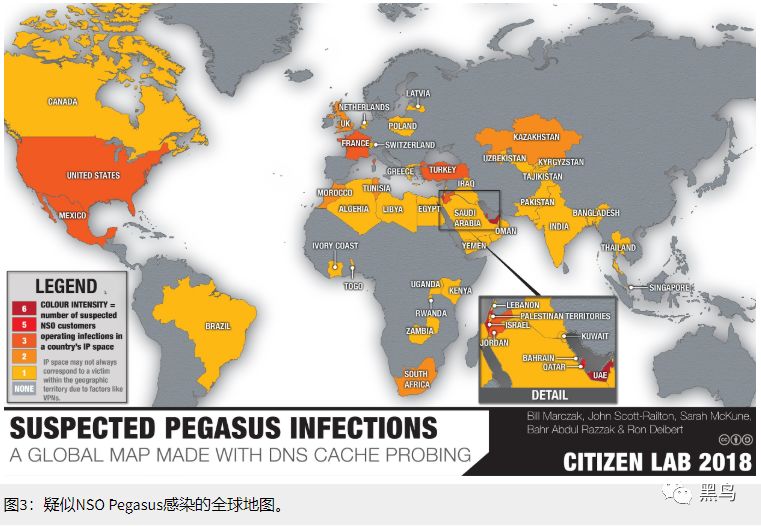 CANADA
UNITED STATES
MEXICO
BRAZIL
LATVIA
NETHERLANDS
UK
POLAND
FRANCE
SWITZERLAND
GREECE
TURKEY
KAZAKHSTAN
UZBEKISTAN
KYRGYZSTAN
TAJIKISTAN
IRAQ
MOROCCO
TUNISIA
ALGERIA
LIBYA
EGYPT
SAUDI
ARABIA
OMAN
YEMEN
PAKISTAN
INDIA
BANGLADESH
THAILAND
SINGAPORE
IVORY COAST
TOGO
UGANDA
KENYA
RWANDA
ZAMBIA
SOUTH
AFRICA
LEBANON
PALESTINIAN TERRITORIES
ISRAEL
JORDAN
KUWAIT
BAHRAIN
QATAR
UAE
DETAIL
LEGEND
6
5
3
2
1
NONE
COLOUR INTENSITY =
number of suspected
NSO customers
operating infections in
a country's IP space
IP space may not always
correspond to a victim
within the geographic
territory due to factors like
VPNs.
SUSPECTED PEGASUS INFECTIONS
A GLOBAL MAP MADE WITH DNS CACHE PROBING
Bill Marczak, John Scott-Railton, Sarah McKune,
Bahr Abdul Razzak & Ron Deibert
CITIZEN LAB 2018
黑鸟
图3：疑似NSO Pegasus感染的全球地图。